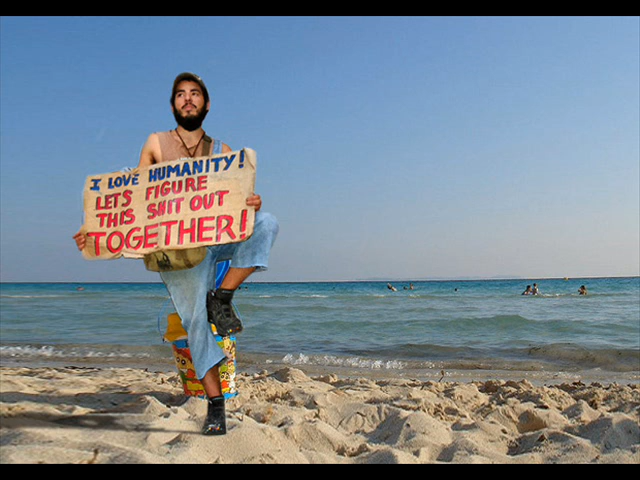 I LOVE HUMANITY!
LETS FIGURE
THIS SHIT OUT
TOGETHER!